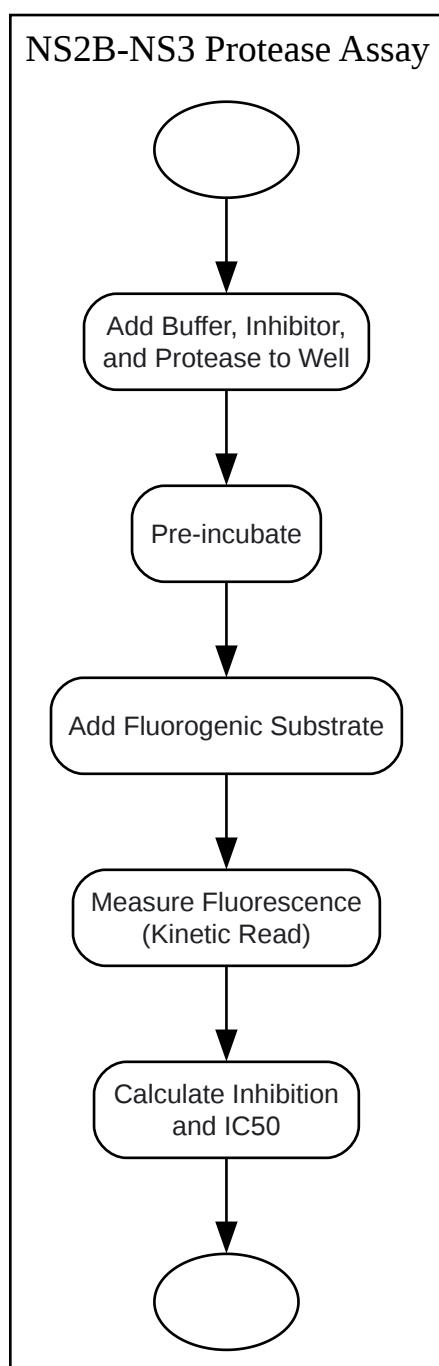 NS2B-NS3 Protease Assay
Add Buffer, Inhibitor,
and Protease to Well
Pre-incubate
Add Fluorogenic Substrate
Measure Fluorescence
(Kinetic Read)
Calculate Inhibition
and IC50